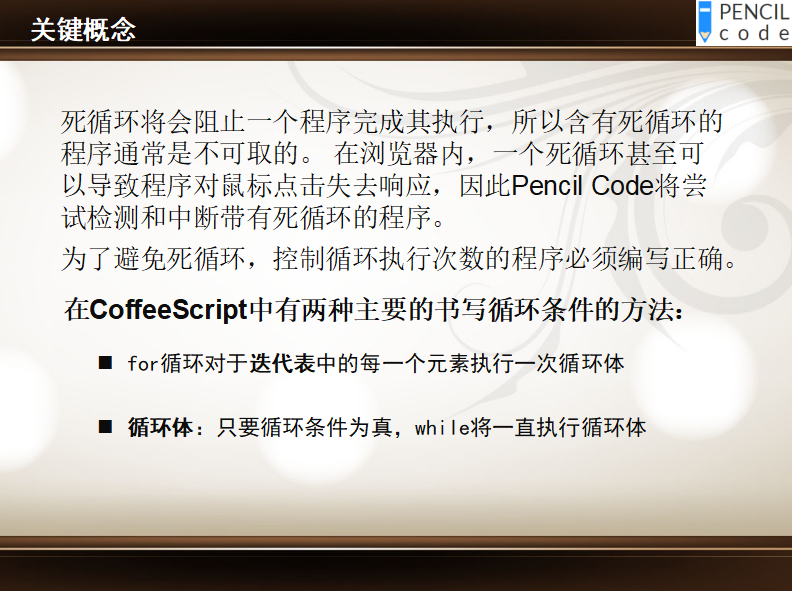 关键概念
PENCIL
code
死循环将会阻止一个程序完成其执行，所以含有死循环的
程序通常是不可取的。 在浏览器内，一个死循环甚至可
以导致程序对鼠标点击失去响应，因此Pencil Code将尝
试检测和中断带有死循环的程序。
为了避免死循环，控制循环执行次数的程序必须编写正确。
在CoffeeScript中有两种主要的书写循环条件的方法：
■ for循环对于迭代表中的每一个元素执行一次循环体
■ 循环体：只要循环条件为真，while将一直执行循环体